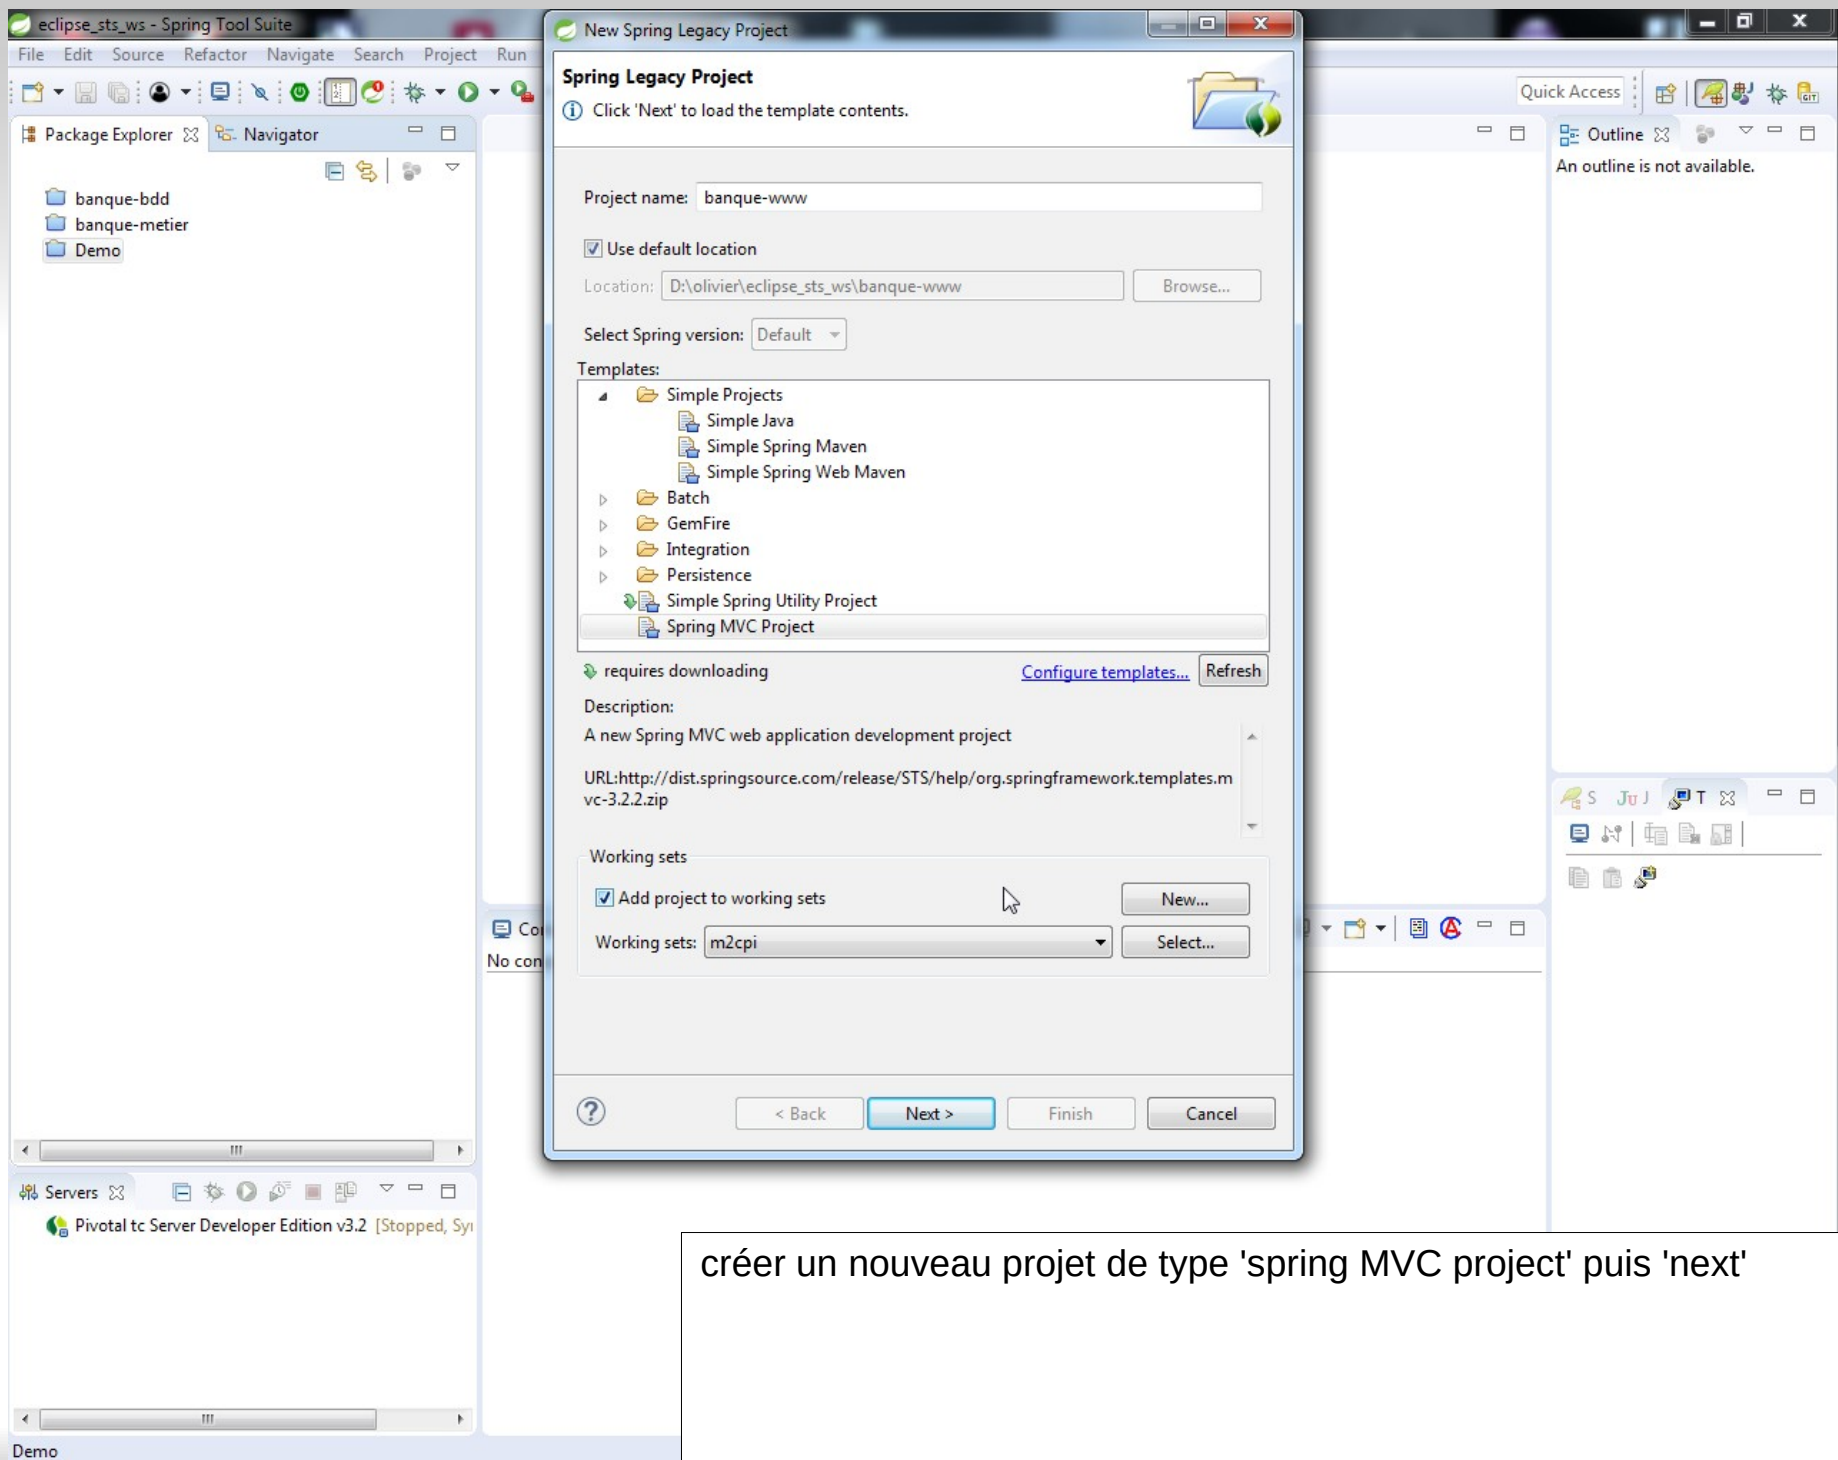 eclipse_sts_ws - Spring Tool Suite
File Edit Source Refactor Navigate Search Project Run
Quick Access
Package Explorer Navigator
banque-bdd
banque-metier
Demo
New Spring Legacy Project
Spring Legacy Project
Click 'Next' to load the template contents.
Project name: banque-www
Use default location
Location: D:\olivier\eclipse_sts_ws\banque-www Browse...
Select Spring version: Default
Templates:
Simple Projects
Simple Java
Simple Spring Maven
Simple Spring Web Maven
Batch
GemFire
Integration
Persistence
Simple Spring Utility Project
Spring MVC Project
requires downloading Configure templates... Refresh
Description:
A new Spring MVC web application development project
URL:http://dist.springsource.com/release/STS/help/org.springframework.templates.m
vc-3.2.2.zip
Working sets
Add project to working sets New...
Working sets: m2cpi Select...
< Back Next > Finish Cancel
Outline
An outline is not available.
S JU J T
No con
Servers
Pivotal tc Server Developer Edition v3.2 [Stopped, Sy
créer un nouveau projet de type 'spring MVC project' puis 'next'
Demo